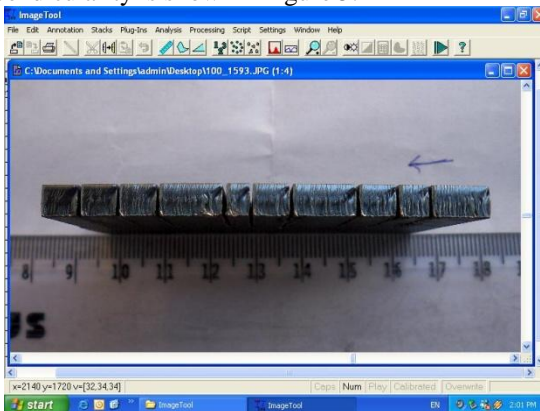 ImageTool
File Edit Annotation Stacks Plug-Ins Analysis Processing Script Settings Window Help
C:\Documents and Settings\admin\Desktop\100_1593.JPG (1:4)
8 9 10 11 12 13 14 15 16 17 18
US
x=2140 y=1720 v=[32,34,34] Caps Num Play Calibrated Overwrite
start ImageTool ImageTool EN 2:01 PM